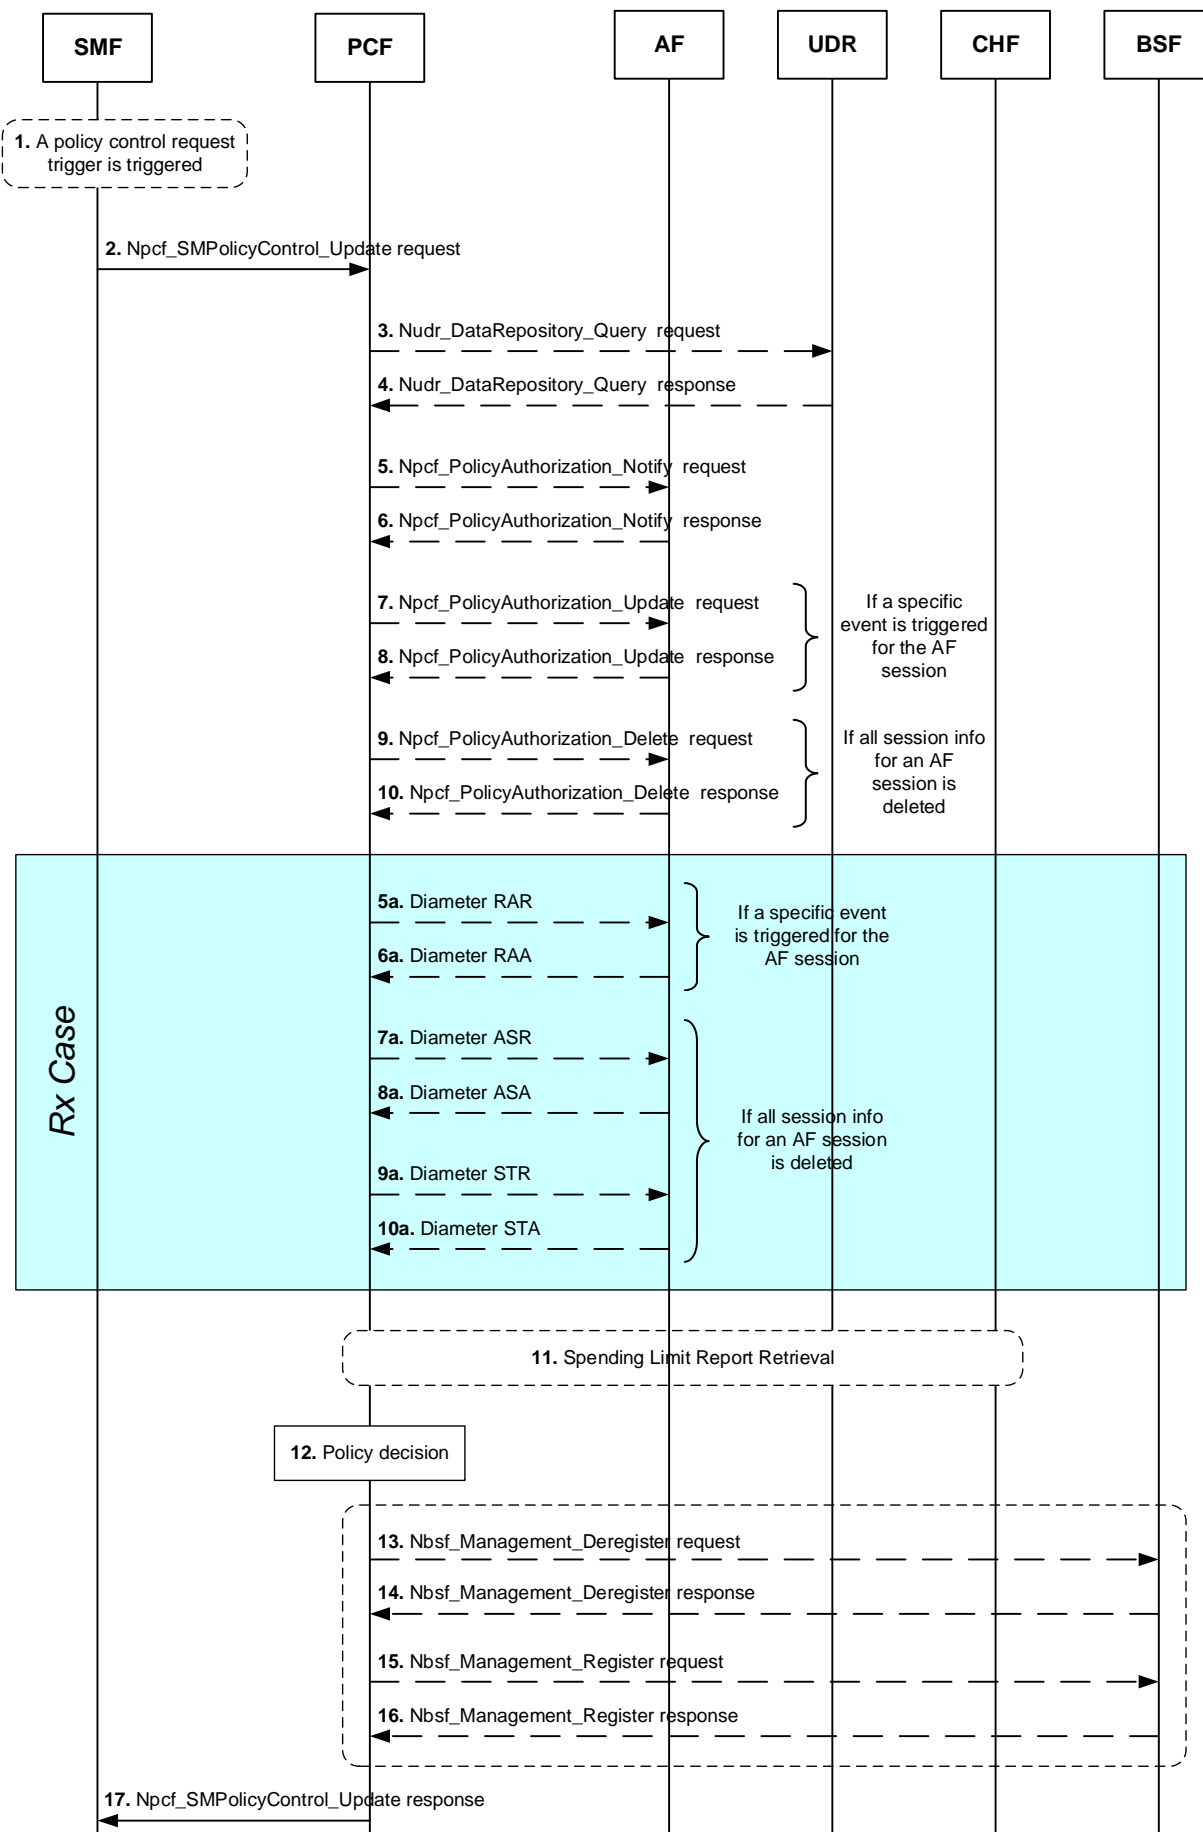 SMF
PCF
AF
UDR
CHF
BSF
1. A policy control request
trigger is triggered
2. Npcf_SMPolicyControl_Update request
3. Nudr_DataRepository_Query request
4. Nudr_DataRepository_Query response
5. Npcf_PolicyAuthorization_Notify request
6. Npcf_PolicyAuthorization_Notify response
7. Npcf_PolicyAuthorization_Update request
8. Npcf_PolicyAuthorization_Update response
If a specific
event is triggered
for the AF
session
9. Npcf_PolicyAuthorization_Delete request
10. Npcf_PolicyAuthorization_Delete response
If all session info
for an AF
session is
deleted
Rx Case
5a. Diameter RAR
6a. Diameter RAA
If a specific event
is triggered for the
AF session
7a. Diameter ASR
8a. Diameter ASA
9a. Diameter STR
10a. Diameter STA
If all session info
for an AF session
is deleted
11. Spending Limit Report Retrieval
12. Policy decision
13. Nbsf_Management_Deregister request
14. Nbsf_Management_Deregister response
15. Nbsf_Management_Register request
16. Nbsf_Management_Register response
17. Npcf_SMPolicyControl_Update response